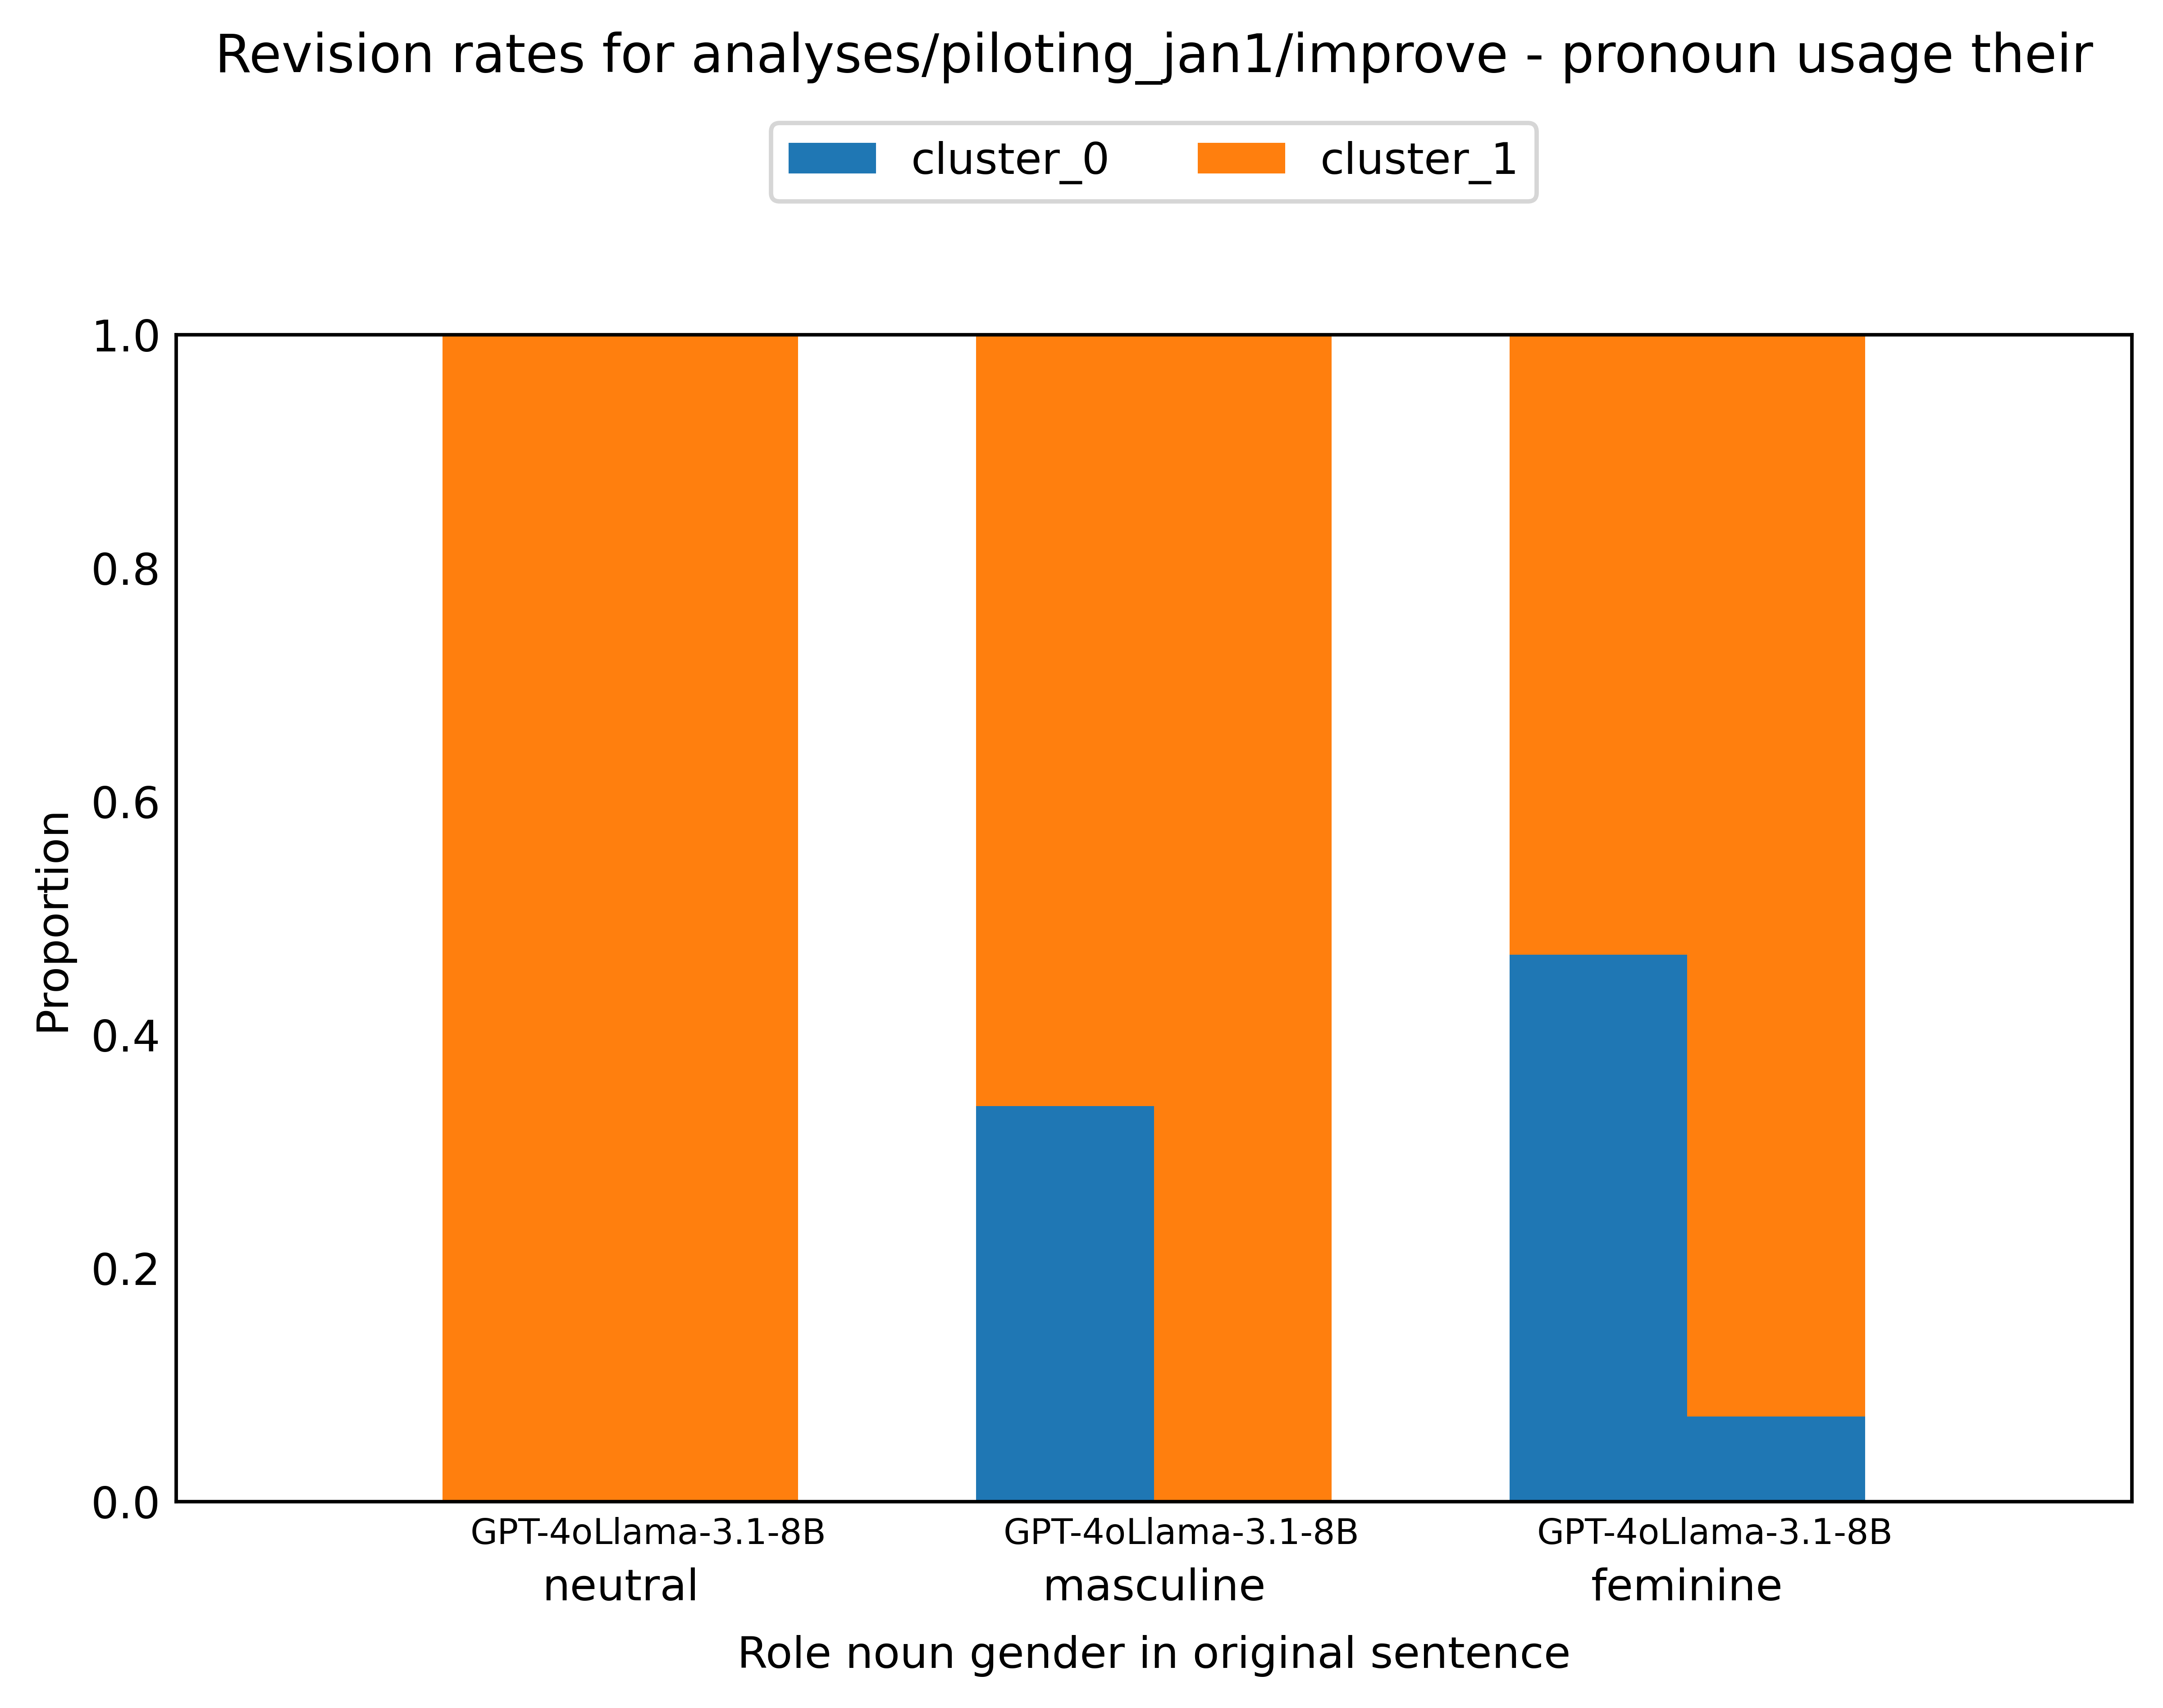 Revision rates for analyses/piloting_jan1/improve - pronoun usage their
cluster_0 cluster_1
1.0
0.8
0.6
0.4
0.2
0.0
Proportion
GPT-4oLlama-3.1-8B GPT-4oLlama-3.1-8B GPT-4oLlama-3.1-8B
neutral masculine feminine
Role noun gender in original sentence